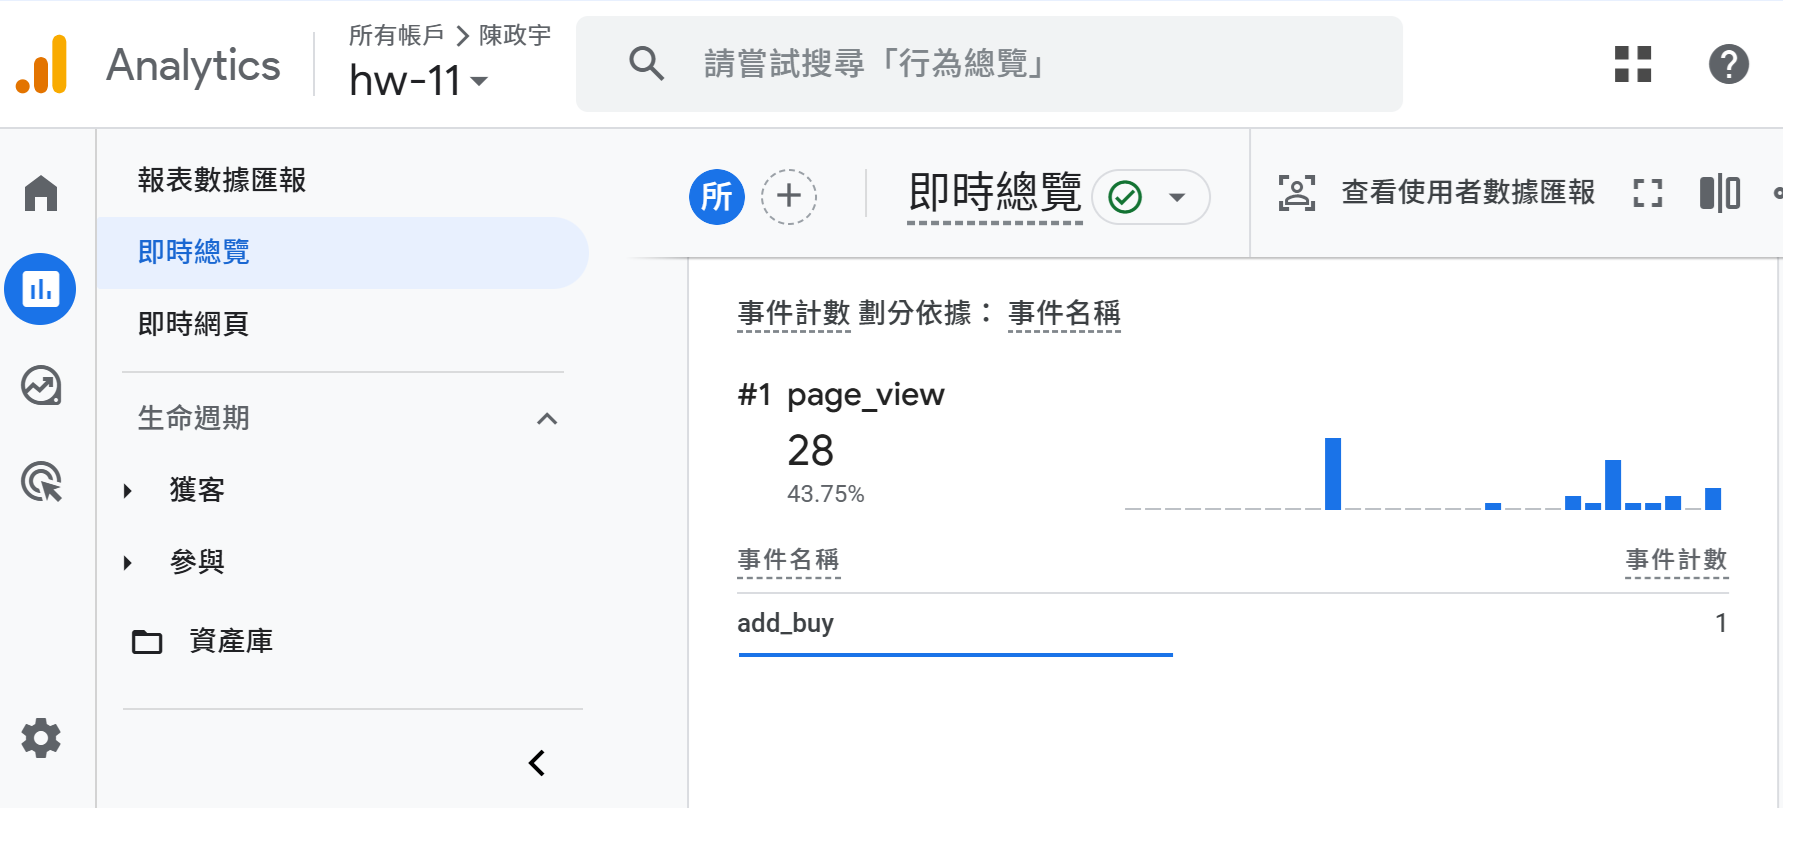 Analytics
所有帳戶 > 陳政宇
hw-11
請嘗試搜尋「行為總覽」
報表數據匯報
即時總覽
即時網頁
生命週期
獲客
參與
資產庫
所
即時總覽
查看使用者數據匯報
事件計數 劃分依據： 事件名稱
#1 page_view
28
43.75%
事件名稱 事件計數
add_buy 1